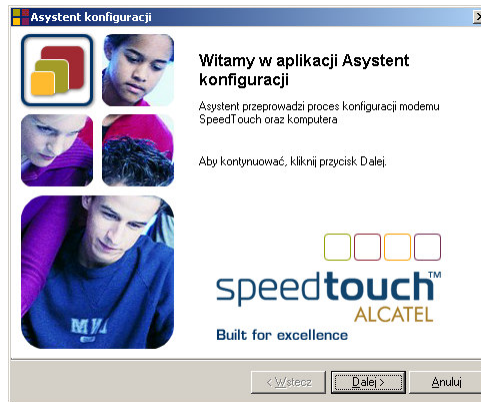 Asystent konfiguracji
Witamy w aplikacji Asystent
konfiguracji
Asystent przeprowadzi proces konfiguracji modemu
SpeedTouch oraz komputera
Aby kontynuować, kliknij przycisk Dalej.
speedtouch™
ALCATEL
Built for excellence
< Wstecz
Dalej >
Anuluj